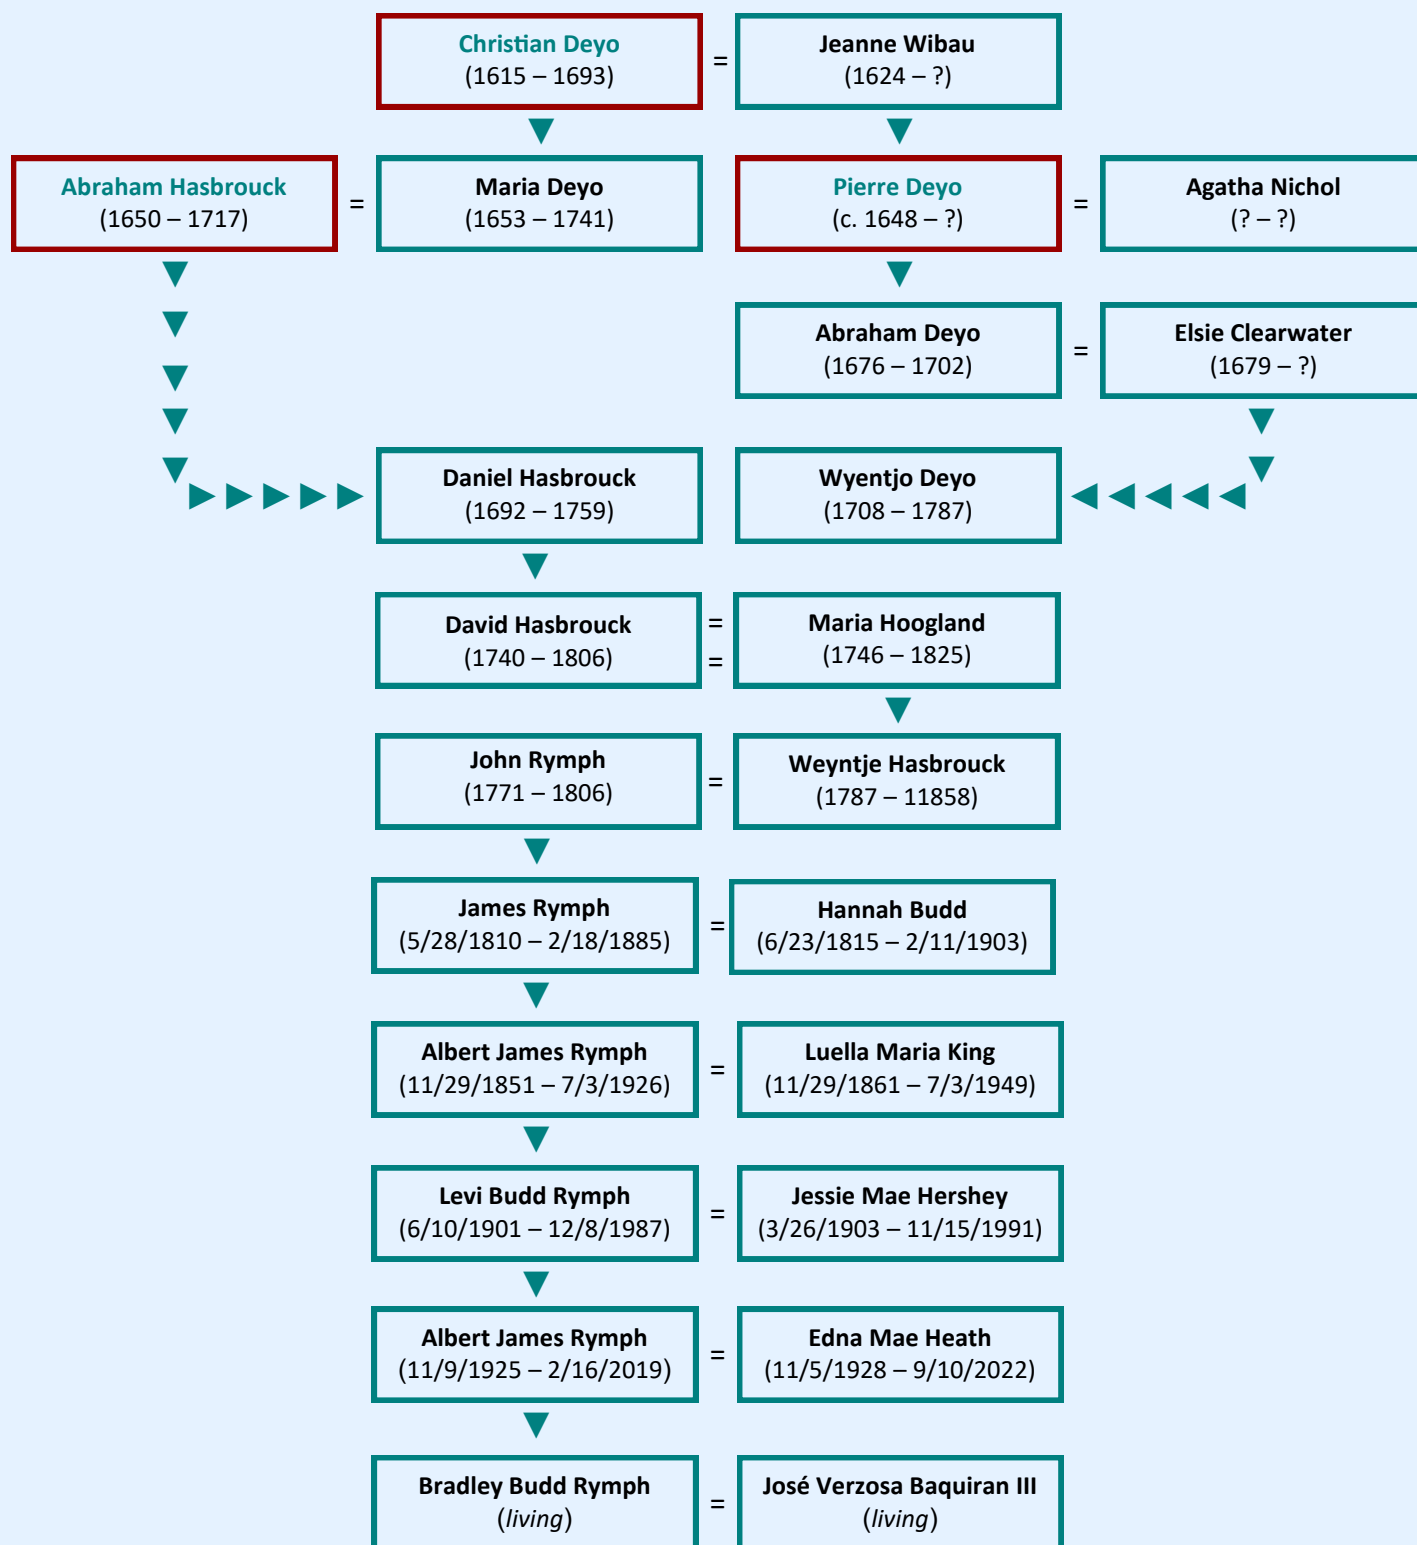 Christian Deyo
(1615 – 1693)
=
Jeanne Wibau
(1624 – ?)
Abraham Hasbrouck
(1650 – 1717)
=
Maria Deyo
(1653 – 1741)
Pierre Deyo
(c. 1648 – ?)
=
Agatha Nichol
(? – ?)
Abraham Deyo
(1676 – 1702)
=
Elsie Clearwater
(1679 – ?)
Daniel Hasbrouck
(1692 – 1759)
Wyentjo Deyo
(1708 – 1787)
David Hasbrouck
(1740 – 1806)
=
=
Maria Hoogland
(1746 – 1825)
John Rymph
(1771 – 1806)
=
Weyntje Hasbrouck
(1787 – 11858)
James Rymph
(5/28/1810 – 2/18/1885)
=
Hannah Budd
(6/23/1815 – 2/11/1903)
Albert James Rymph
(11/29/1851 – 7/3/1926)
=
Luella Maria King
(11/29/1861 – 7/3/1949)
Levi Budd Rymph
(6/10/1901 – 12/8/1987)
=
Jessie Mae Hershey
(3/26/1903 – 11/15/1991)
Albert James Rymph
(11/9/1925 – 2/16/2019)
=
Edna Mae Heath
(11/5/1928 – 9/10/2022)
Bradley Budd Rymph
(living)
=
José Verzosa Baquiran III
(living)